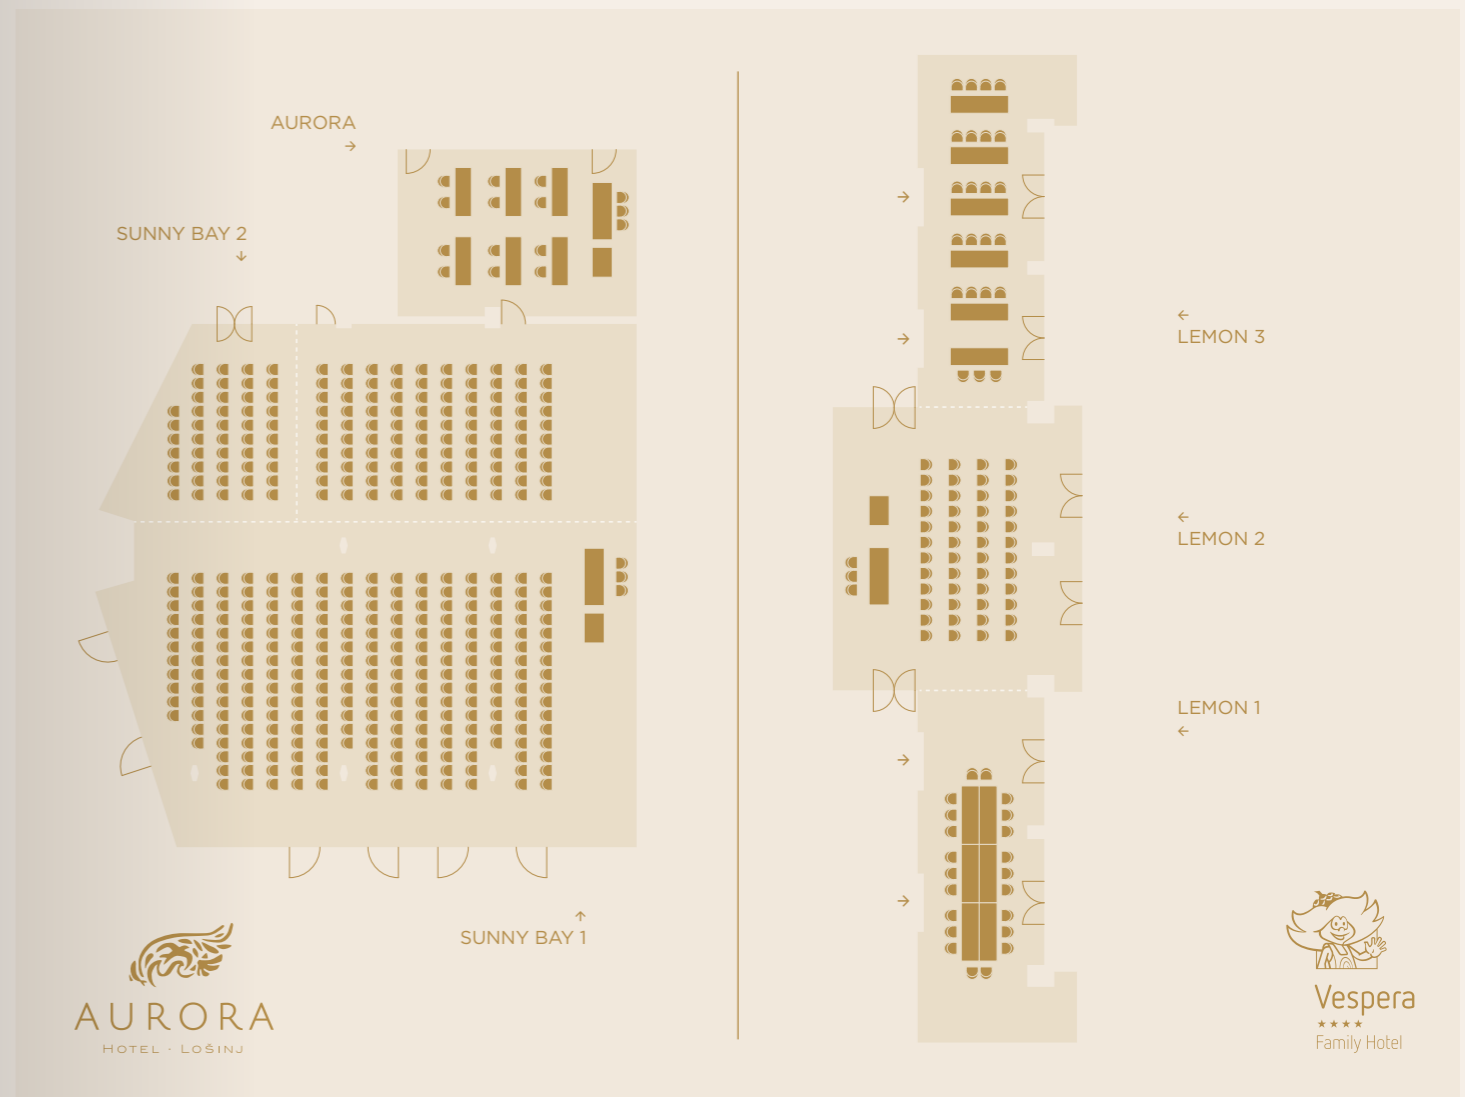 AURORA
SUNNY BAY 2
SUNNY BAY 1
AURORA
HOTEL · LOŠINJ
LEMON 3
LEMON 2
LEMON 1
Vespera
★★★★
Family Hotel